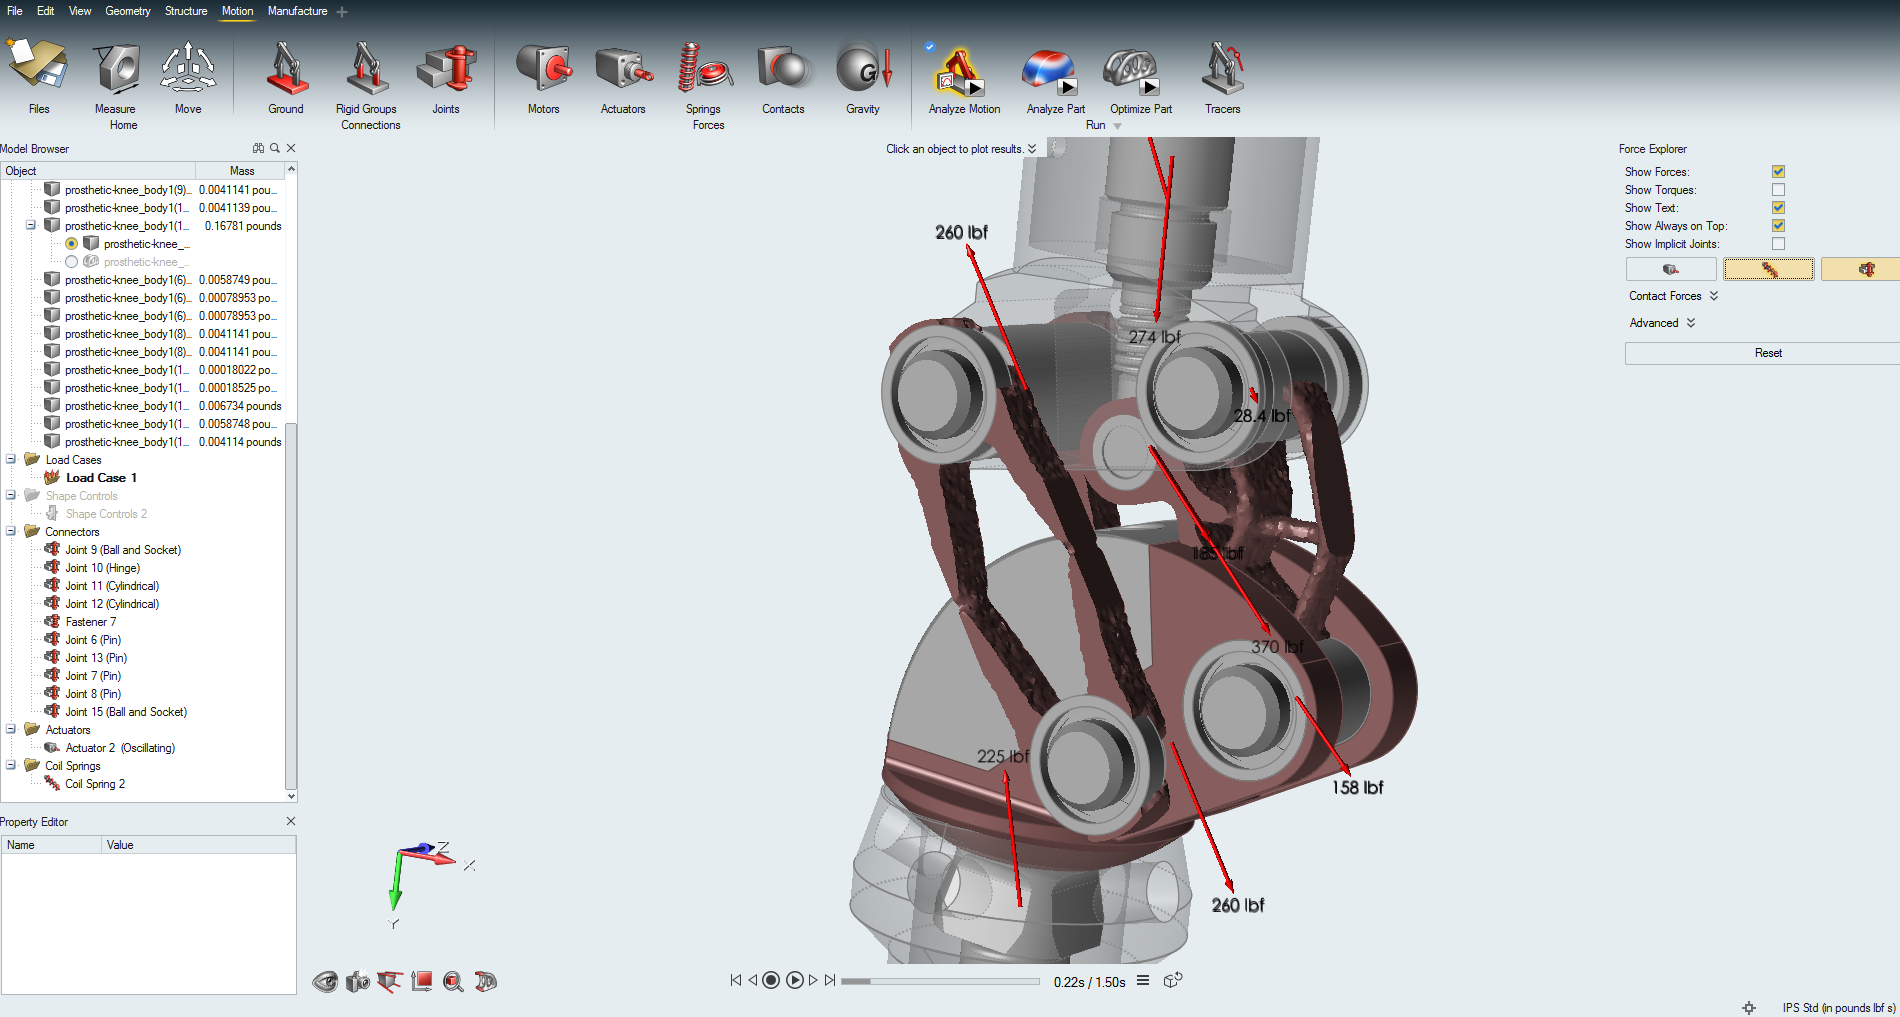 File Edit View Geometry Structure Motion Manufacture
Files Measure Move Ground Rigid Groups Joints Motors Actuators Springs Contacts Gravity Analyze Motion Analyze Part Optimize Part Tracers
Home Connections Forces Run
Model Browser
Object Mass
prosthetic-knee_body1(9)... 0.0041141 pou...
prosthetic-knee_body1(1... 0.0041139 pou...
prosthetic-knee_body1(1... 0.16781 pounds
prosthetic-knee_...
prosthetic-knee_...
prosthetic-knee_body1(6)... 0.0058749 pou...
prosthetic-knee_body1(6)... 0.00078953 po...
prosthetic-knee_body1(6)... 0.00078953 po...
prosthetic-knee_body1(8)... 0.0041141 pou...
prosthetic-knee_body1(8)... 0.0041141 pou...
prosthetic-knee_body1(1... 0.00018022 po...
prosthetic-knee_body1(1... 0.00018525 po...
prosthetic-knee_body1(1... 0.006734 pounds
prosthetic-knee_body1(1... 0.0058748 pou...
prosthetic-knee_body1(1... 0.004114 pounds
Load Cases
Load Case 1
Shape Controls
Shape Controls 2
Connectors
Joint 9 (Ball and Socket)
Joint 10 (Hinge)
Joint 11 (Cylindrical)
Joint 12 (Cylindrical)
Fastener 7
Joint 6 (Pin)
Joint 13 (Pin)
Joint 7 (Pin)
Joint 8 (Pin)
Joint 15 (Ball and Socket)
Actuators
Actuator 2 (Oscillating)
Coil Springs
Coil Spring 2
Property Editor
Name Value
Click an object to plot results.
G
260 lbf
274 lbf
28.4 lbf
185 lbf
370 lbf
225 lbf
158 lbf
260 lbf
Z
X
Y
0.22s / 1.50s
Force Explorer
Show Forces:
Show Torques:
Show Text:
Show Always on Top:
Show Implicit Joints:
Contact Forces
Advanced
Reset
IPS Std (in pounds lbf s)